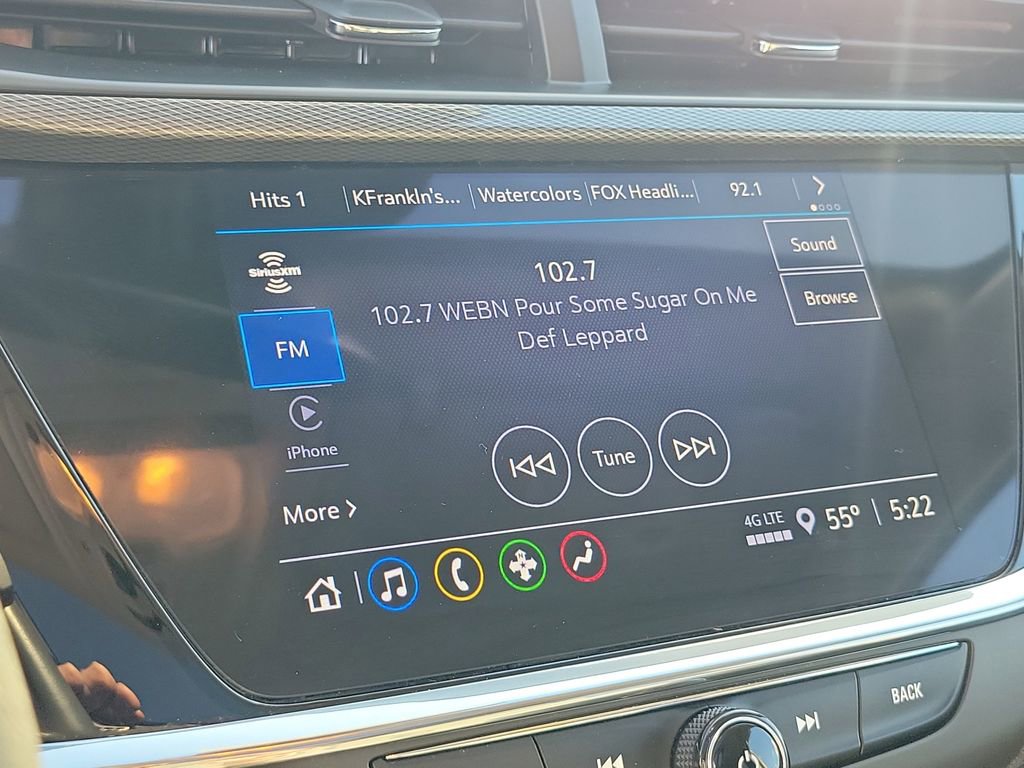 Hits 1 KFrankln's... Watercolors FOX Headli... 92.1
SiriusXM
Sound
102.7
Browse
102.7 WEBN Pour Some Sugar On Me
Def Leppard
FM
iPhone
Tune
More
4G LTE 55° 5:22
N
BACK